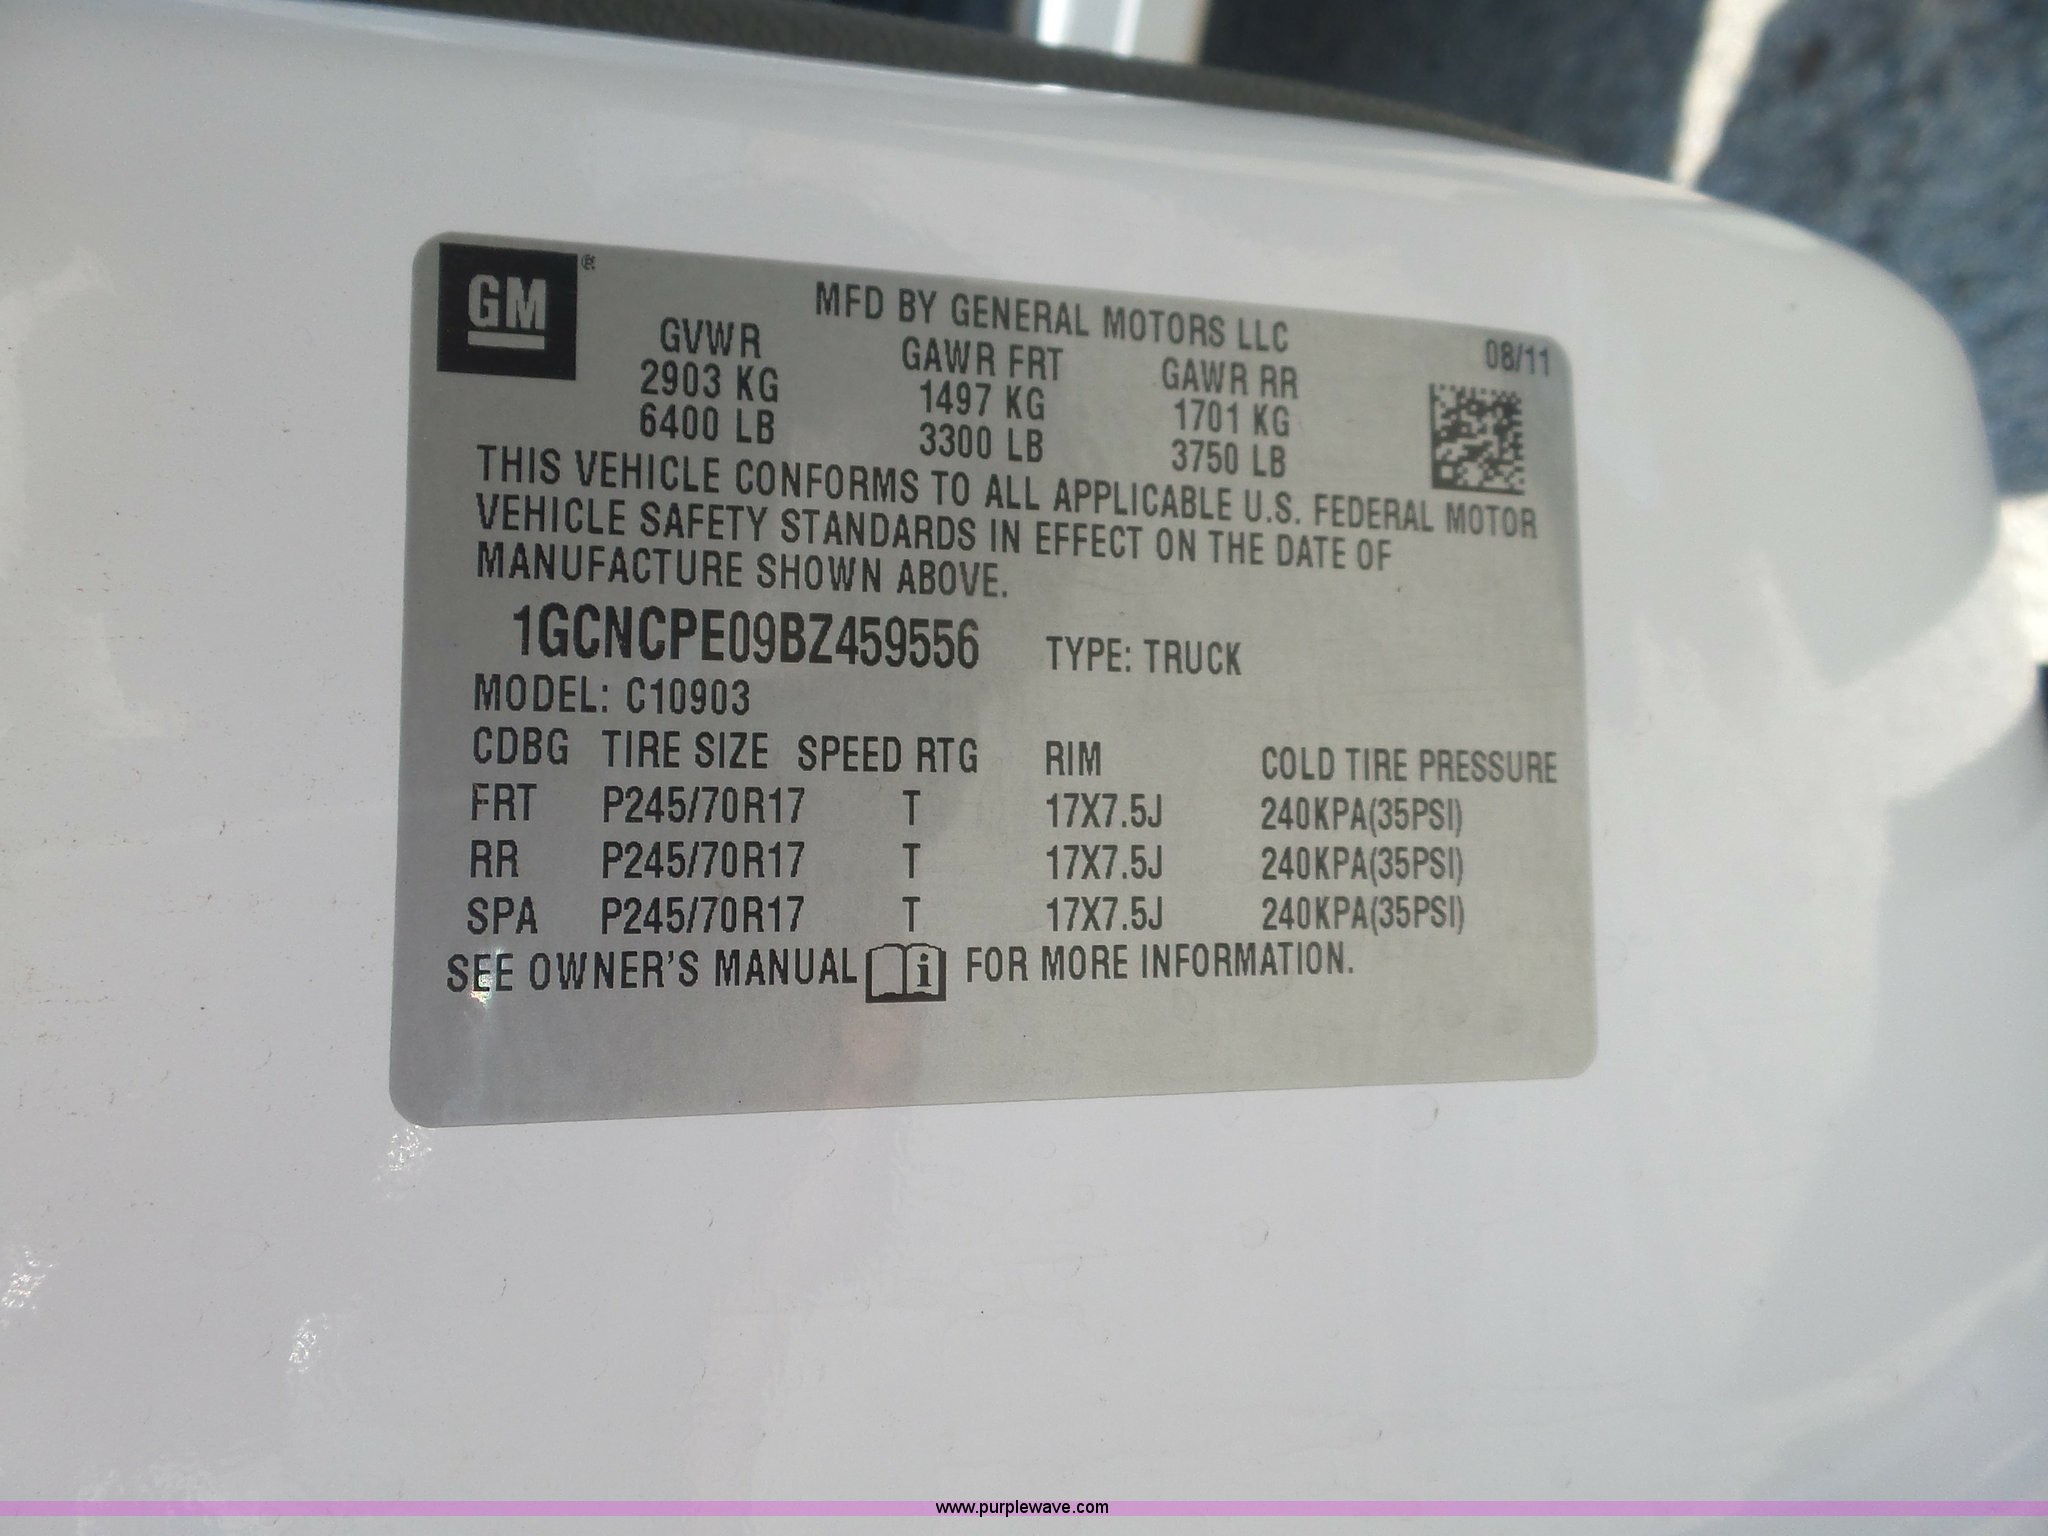 GM ®
MFD BY GENERAL MOTORS LLC
08/11
GVWR GAWR FRT GAWR RR
2903 KG 1497 KG 1701 KG
6400 LB 3300 LB 3750 LB
THIS VEHICLE CONFORMS TO ALL APPLICABLE U.S. FEDERAL MOTOR
VEHICLE SAFETY STANDARDS IN EFFECT ON THE DATE OF
MANUFACTURE SHOWN ABOVE.
1GCNCPE09BZ459556 TYPE: TRUCK
MODEL: C10903
CDBG TIRE SIZE SPEED RTG RIM COLD TIRE PRESSURE
FRT P245/70R17 T 17X7.5J 240KPA(35PSI)
RR P245/70R17 T 17X7.5J 240KPA(35PSI)
SPA P245/70R17 T 17X7.5J 240KPA(35PSI)
SEE OWNER'S MANUAL i FOR MORE INFORMATION.
www.purplewave.com